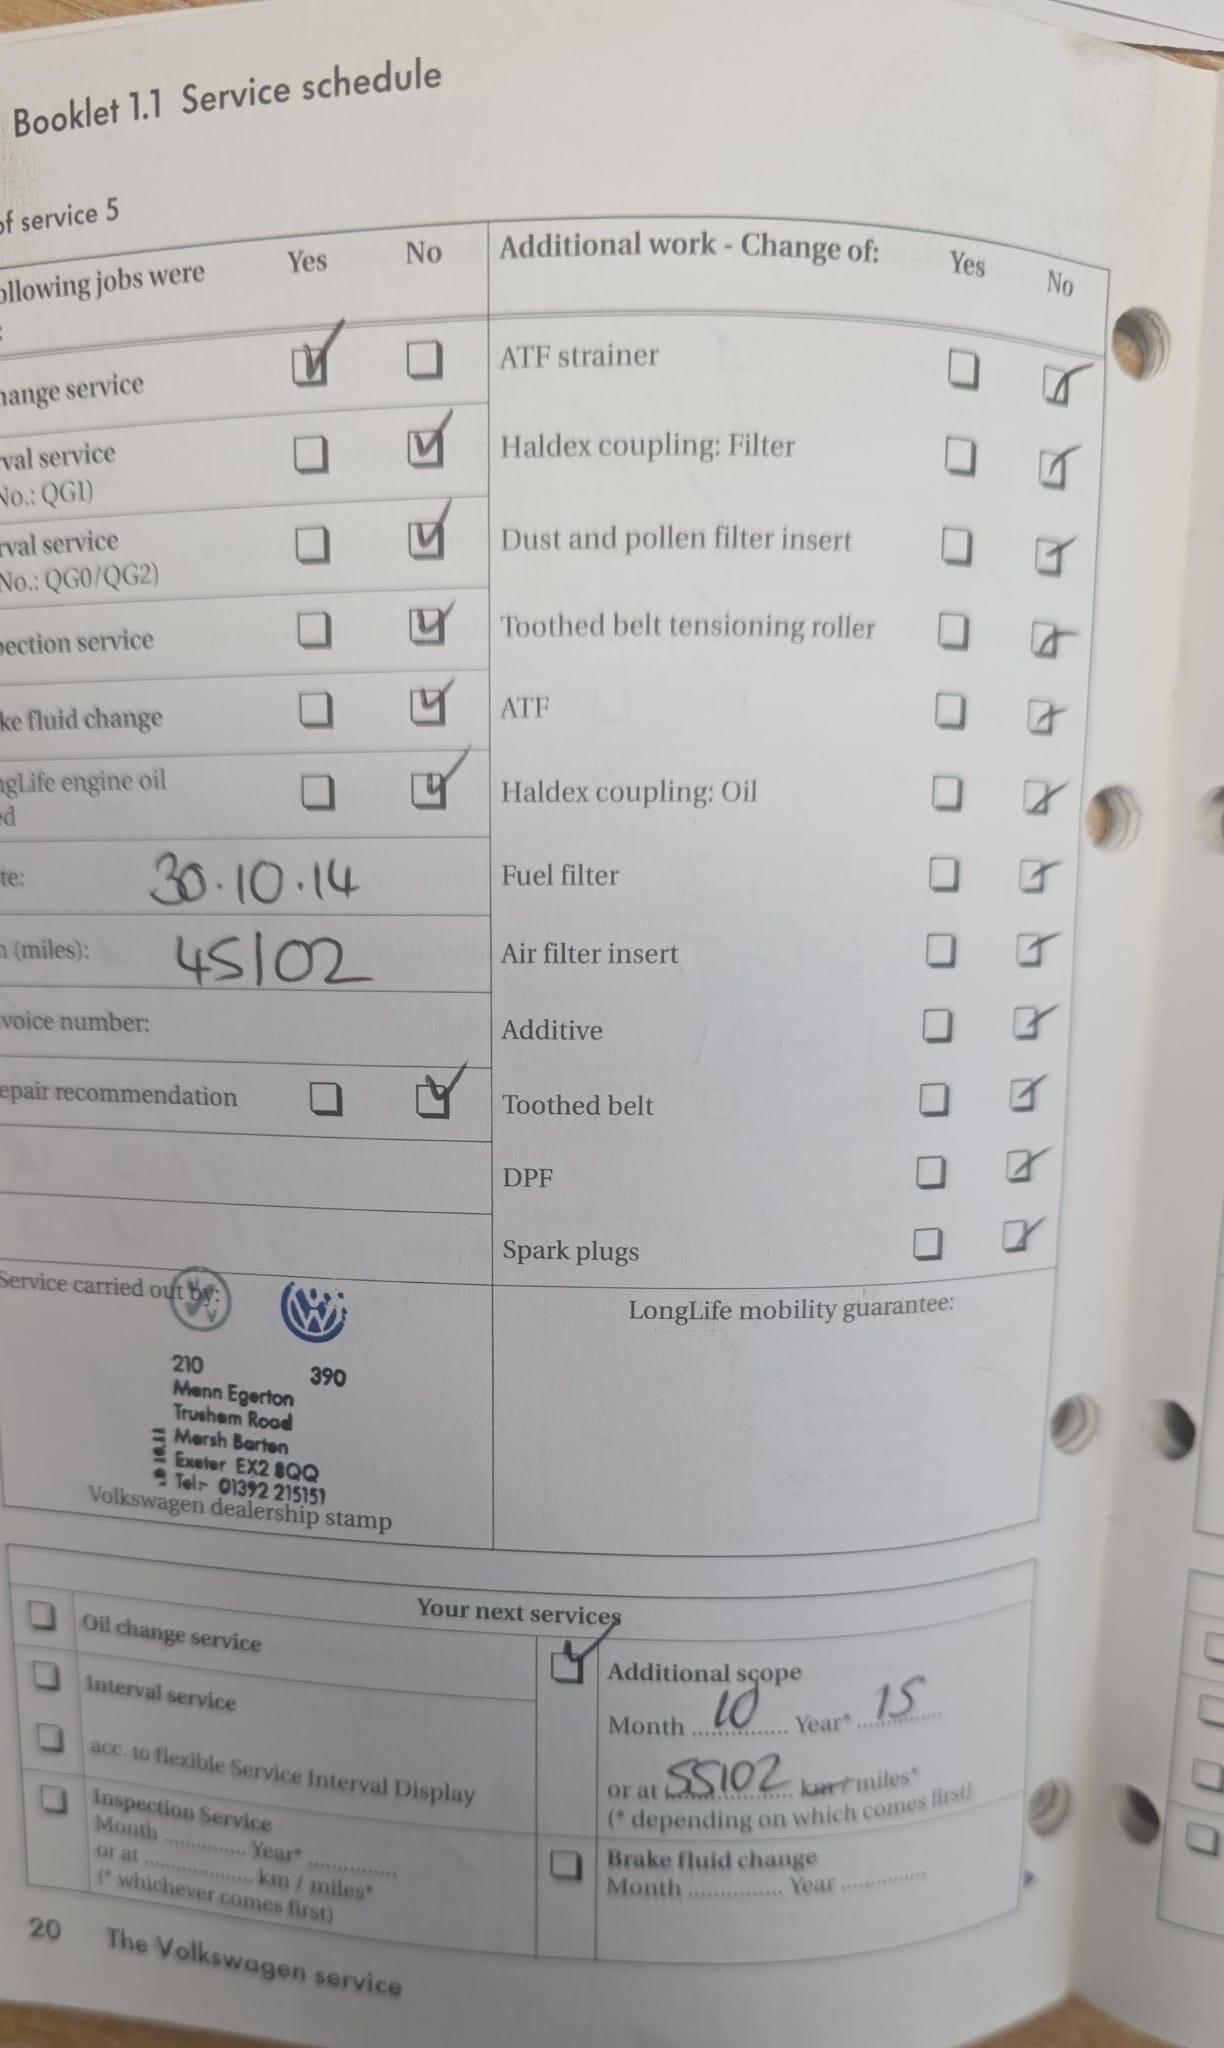 Booklet 1.1 Service schedule
of service 5
ollowing jobs were Yes No
Additional work - Change of: Yes No
hange service
ATF strainer
rval service
No.: QG1)
Haldex coupling: Filter
rval service
No.: QG0/QG2)
Dust and pollen filter insert
pection service
Toothed belt tensioning roller
ke fluid change
ATF
ngLife engine oil
ed
Haldex coupling: Oil
te: 30.10.14
Fuel filter
n (miles): 45102
Air filter insert
voice number:
Additive
epair recommendation
Toothed belt
DPF
Spark plugs
Service carried out by:
LongLife mobility guarantee:
210 390
Mann Egerton
Trusham Road
Marsh Barton
Exeter EX2 8QQ
Tel:- 01392 215151
Volkswagen dealership stamp
Your next services
Oil change service
Interval service
acc. to flexible Service Interval Display
Inspection Service
Month .............. Year* ...............
or at .................. km / miles*
(* whichever comes first)
Additional scope
Month 10 Year* 15
or at 55102 km / miles*
(* depending on which comes first)
Brake fluid change
Month ............... Year ..............
20 The Volkswagen service